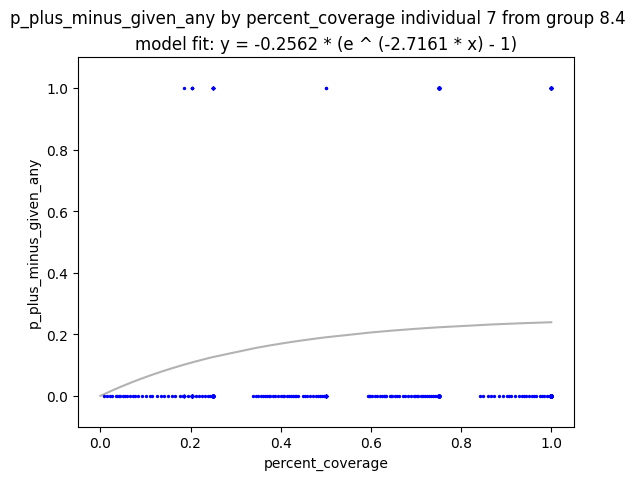 p_plus_minus_given_any by percent_coverage individual 7 from group 8.4
model fit: y = -0.2562 * (e ^ (-2.7161 * x) - 1)
1.0
0.8
0.6
0.4
0.2
0.0
p_plus_minus_given_any
0.0 0.2 0.4 0.6 0.8 1.0
percent_coverage